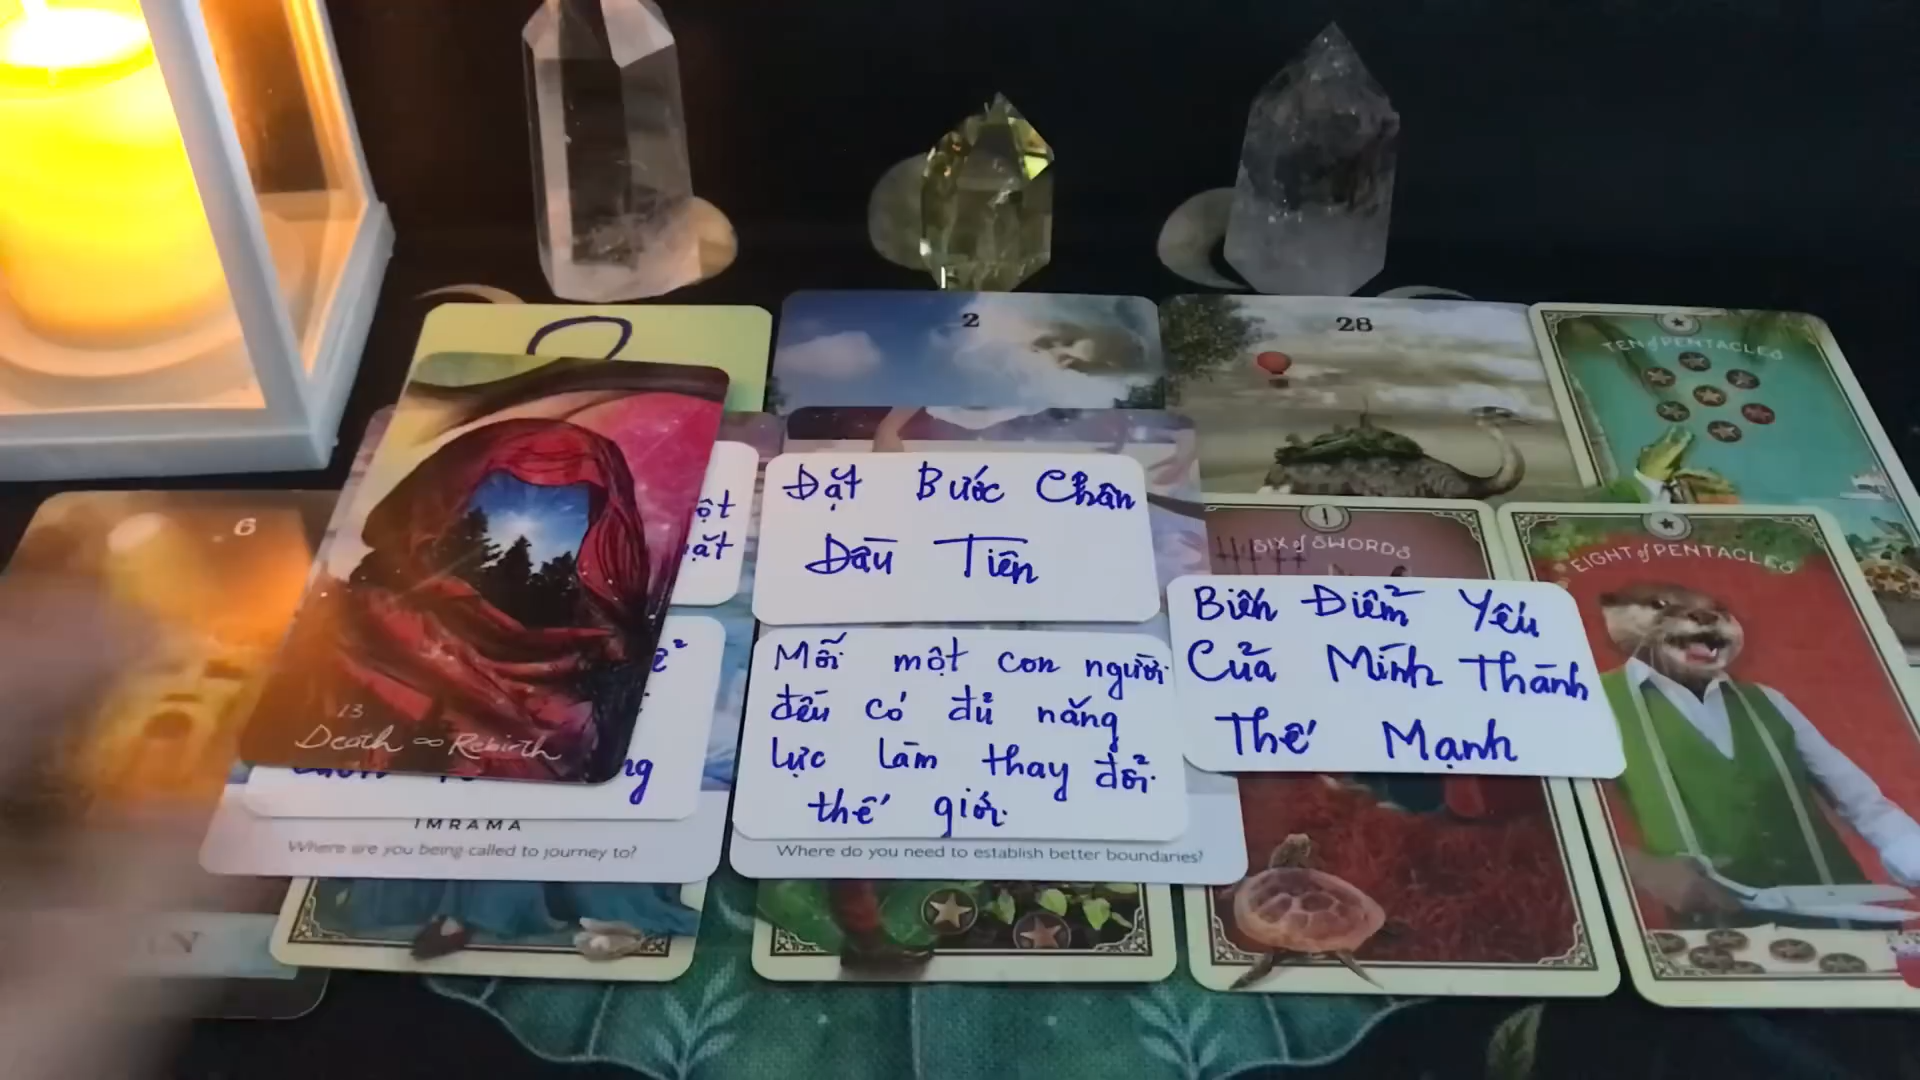 2
28
TEN of PENTACLES
6
ột
ặt
Đặt Bước Chân
Đầu Tiên
SIX of SWORDS
EIGHT of PENTACLES
13
Death ∞ Rebirth
Mỗi một con người
đều có đủ năng
lực làm thay đổi
thế giới.
Biến Điểm Yếu
Của Mình Thành
Thế Mạnh
ng
IMRAMA
Where are you being called to journey to?
Where do you need to establish better boundaries?